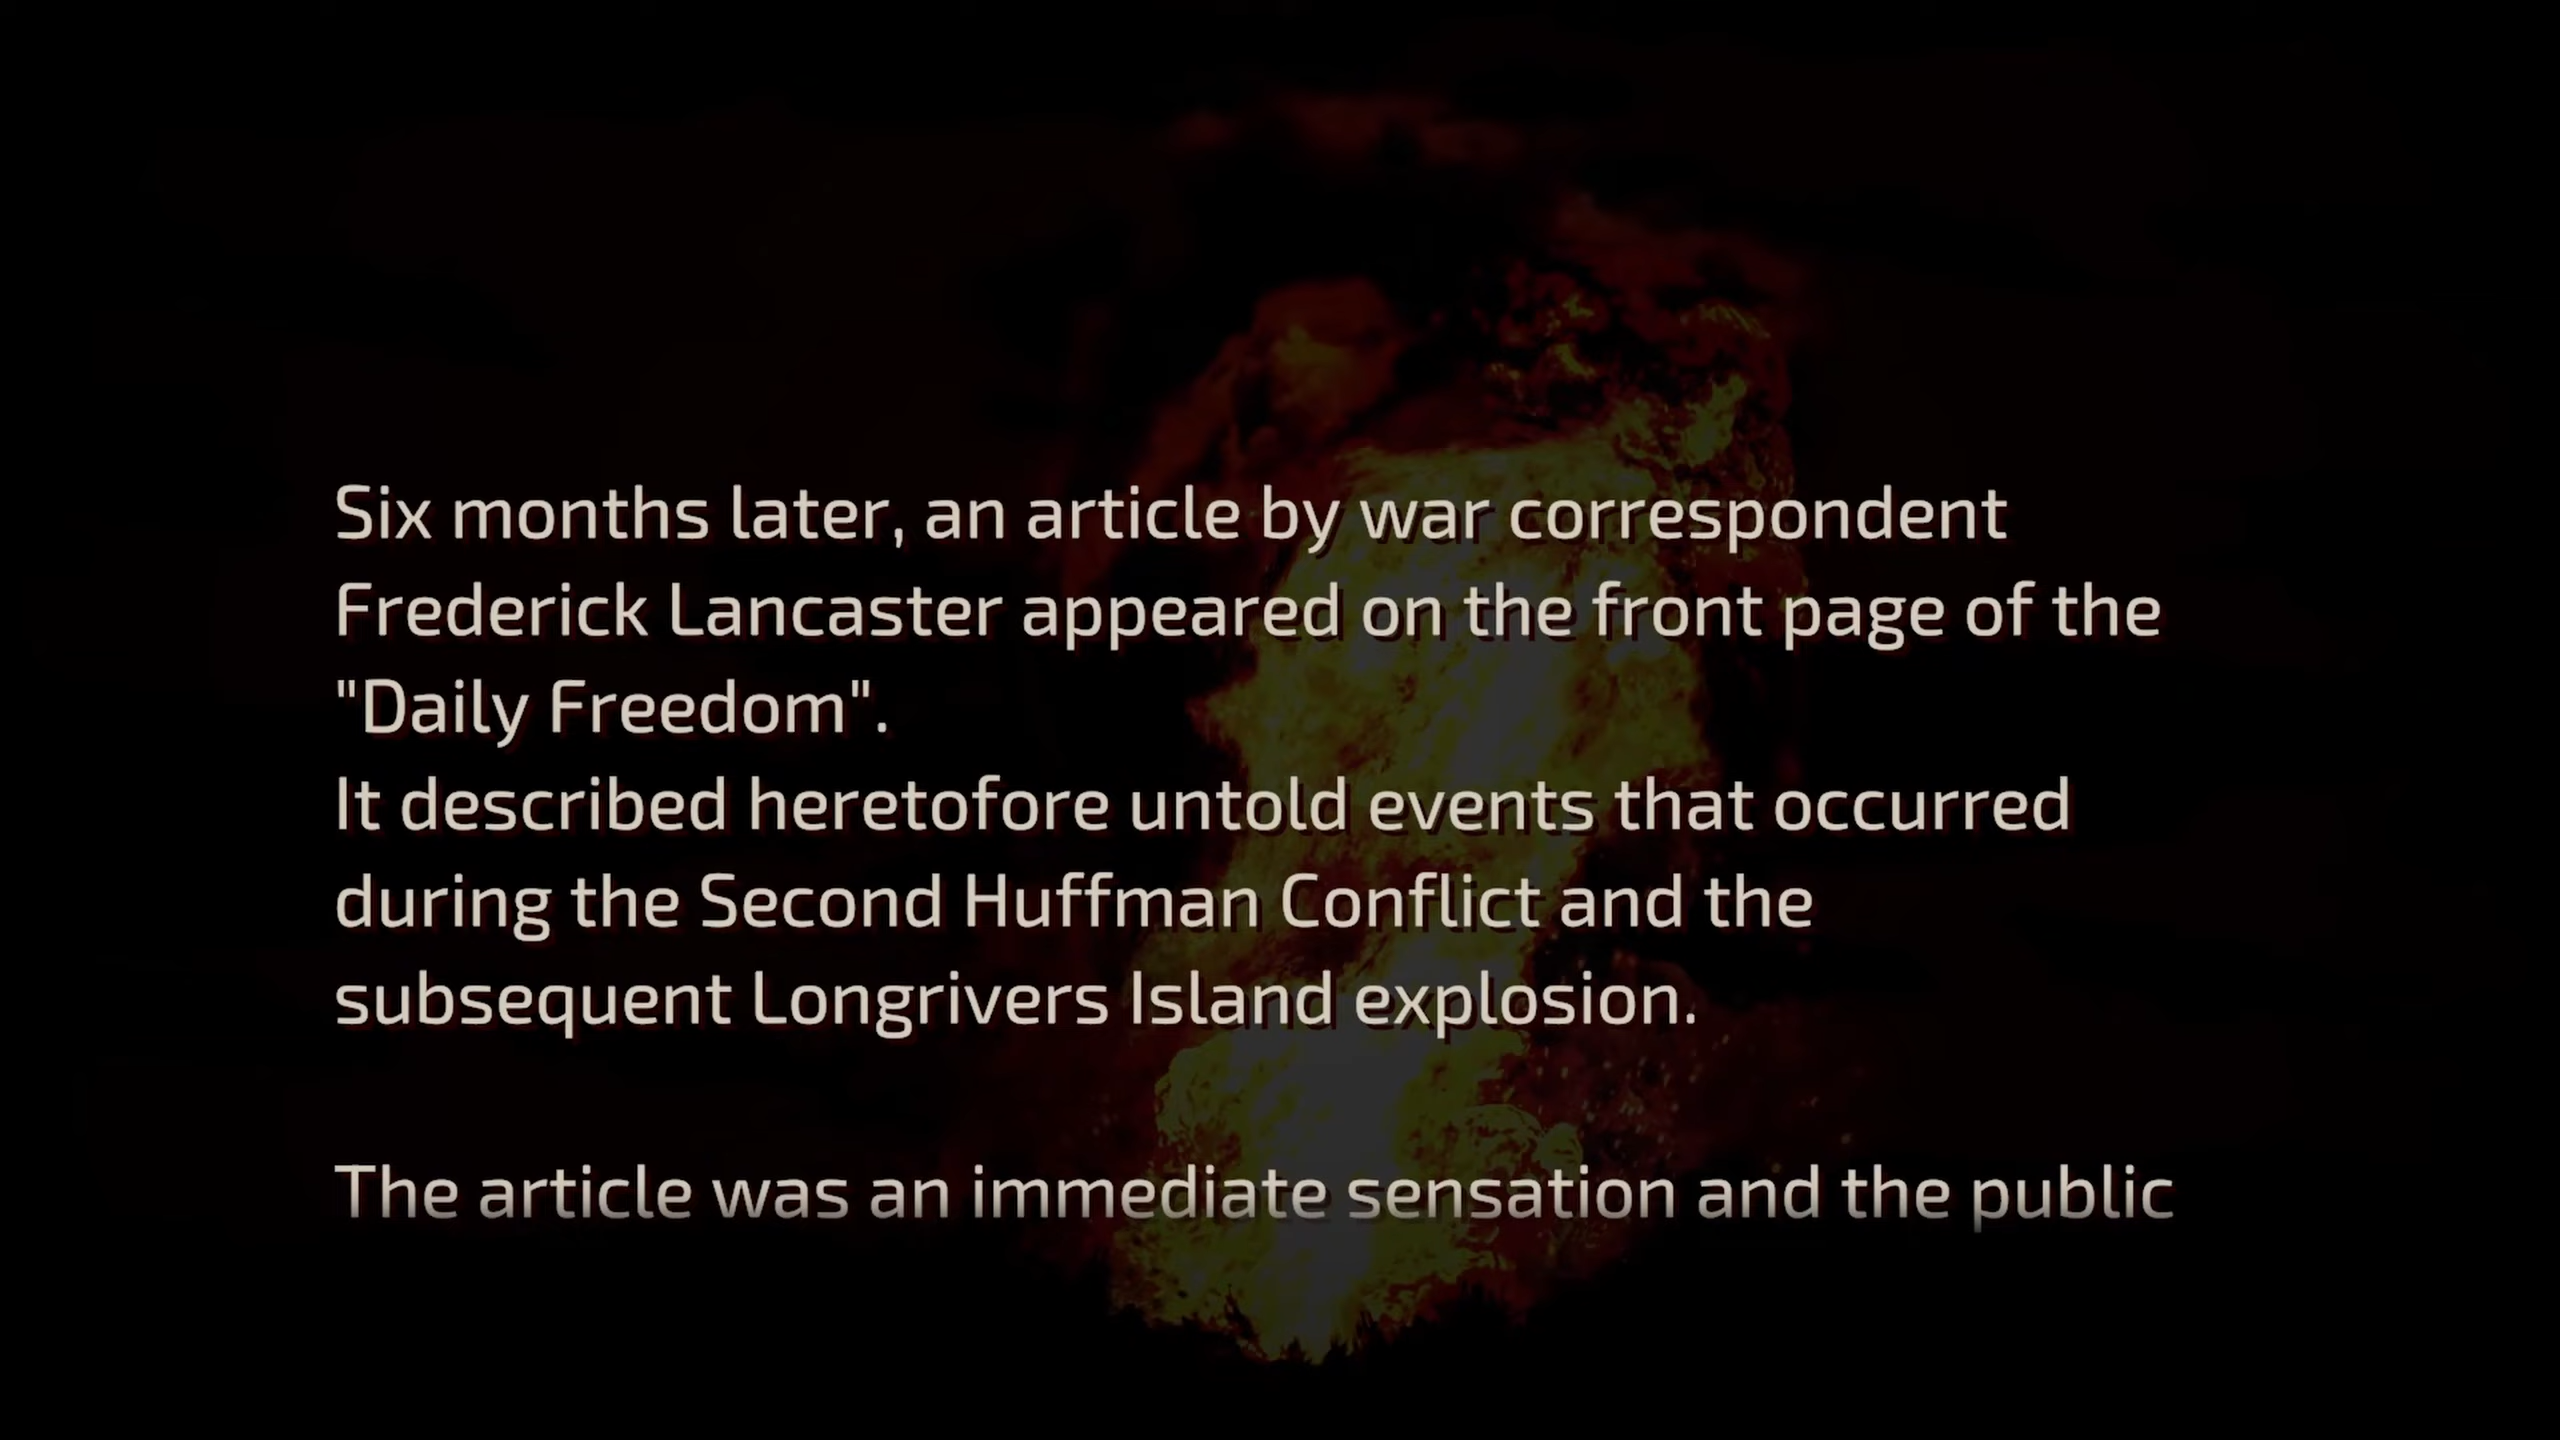 Six months later, an article by war correspondent
Frederick Lancaster appeared on the front page of the
"Daily Freedom".
It described heretofore untold events that occurred
during the Second Huffman Conflict and the
subsequent Longrivers Island explosion.
The article was an immediate sensation and the public